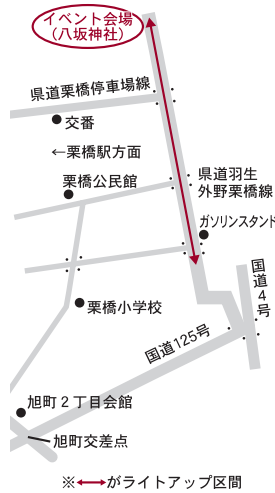 イベント会場
（八坂神社）
県道栗橋停車場線
交番
←栗橋駅方面
栗橋公民館
県道羽生
外野栗橋線
ガソリンスタンド
国道４号
栗橋小学校
国道125号
旭町２丁目会館
旭町交差点
※⟷がライトアップ区間